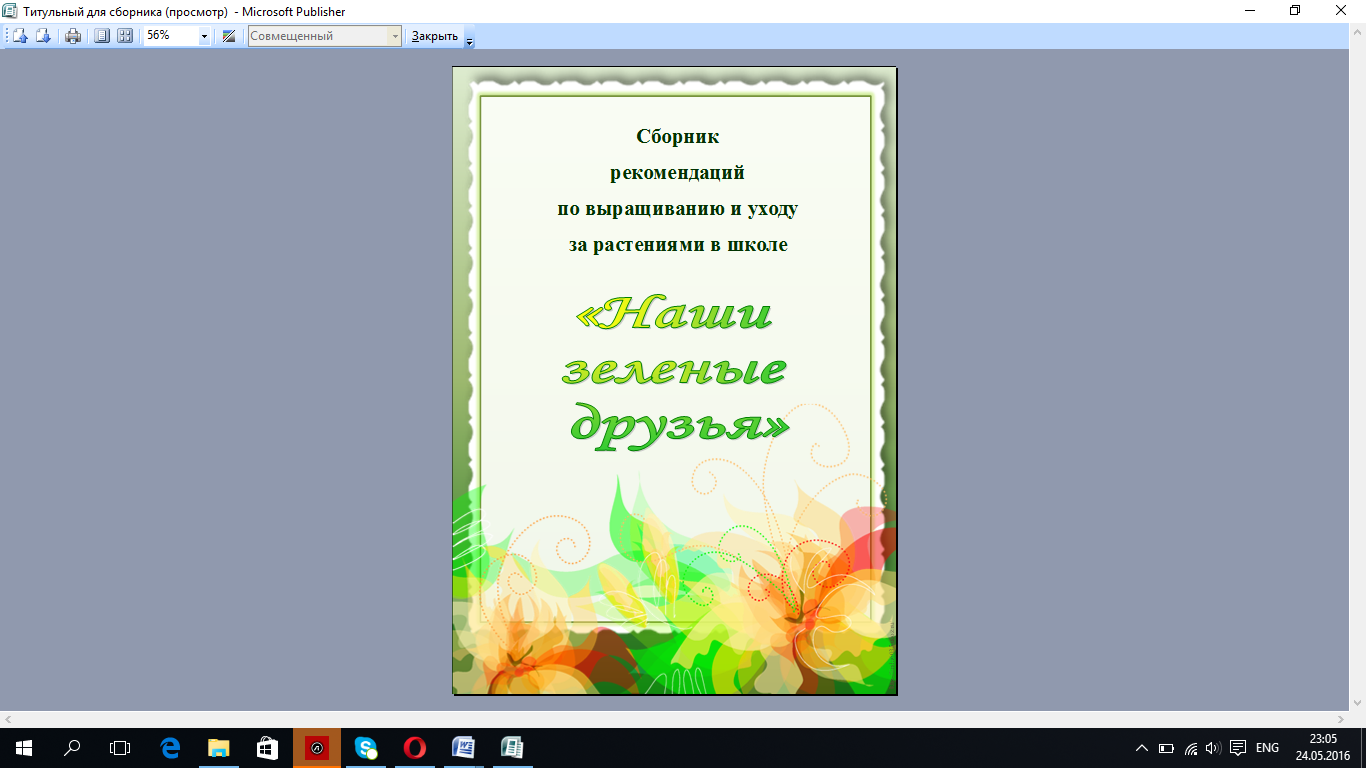 Титульный для сборника (просмотр) - Microsoft Publisher
56%
Совмещенный
Закрыть
Сборник
рекомендаций
по выращиванию и уходу
за растениями в школе
«Наши
зеленые
друзья»
ENG
23:05
24.05.2016